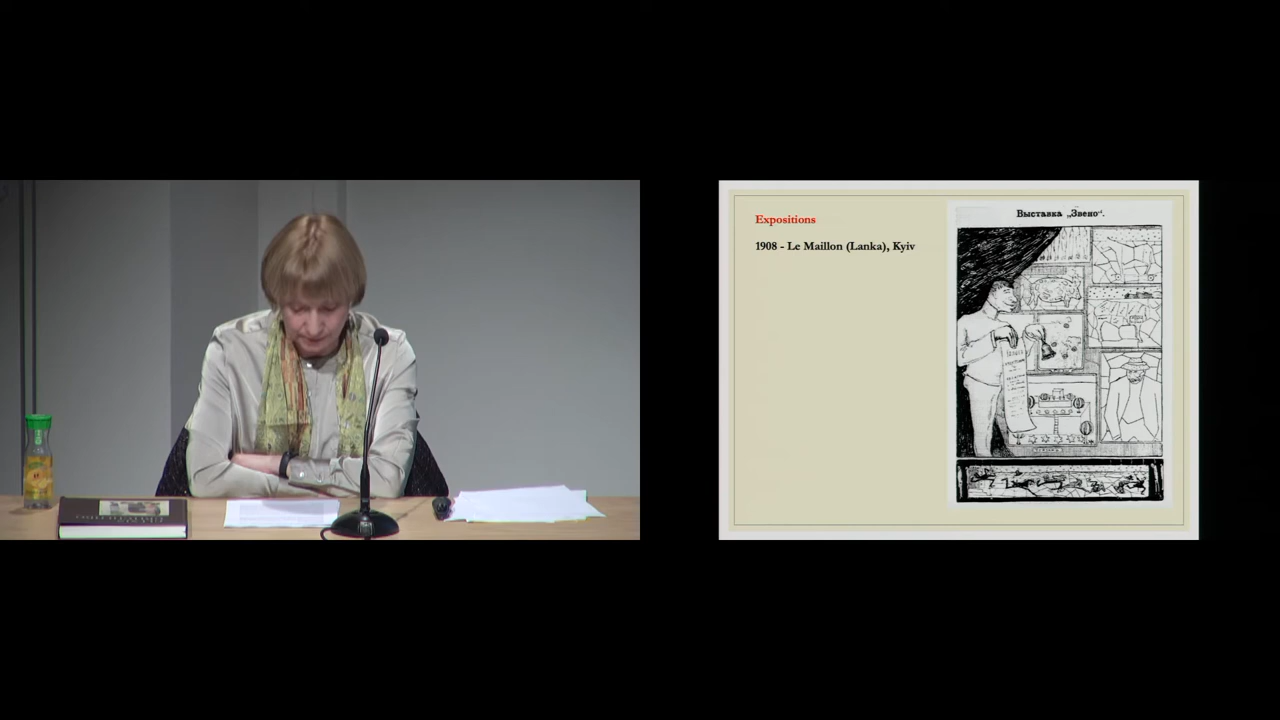 Expositions
1908 - Le Maillon (Lanka), Kyiv
Выставка „Звено“.